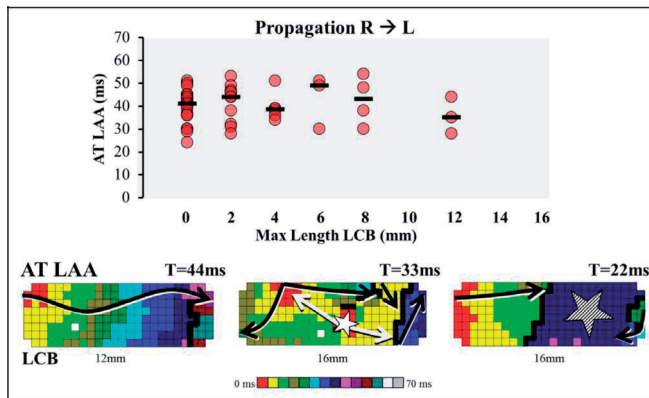 Propagation R → L
70
60
50
40
30
20
10
0
AT LAA (ms)
0 2 4 6 8 10 12 14 16
Max Length LCB (mm)
AT LAA T=44ms T=33ms T=22ms
LCB 12mm 16mm 16mm
0 ms 70 ms